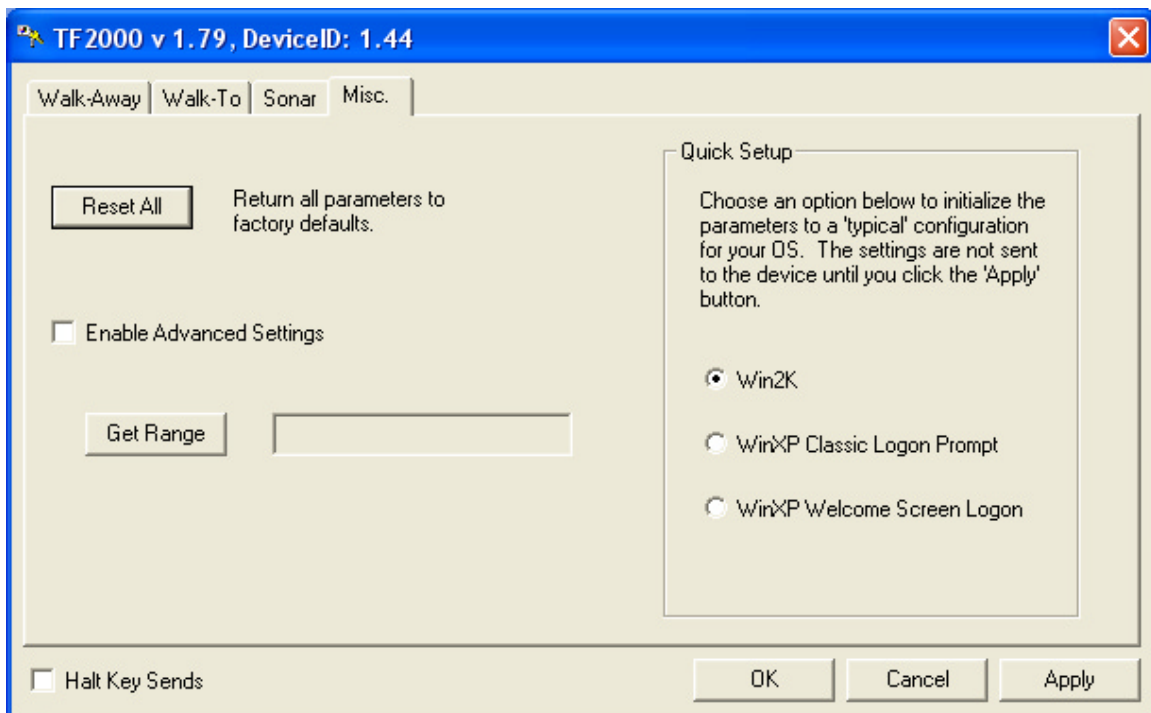 TF2000 v 1.79, DeviceID: 1.44
Walk-Away
Walk-To
Sonar
Misc.
Reset All
Return all parameters to
factory defaults.
Enable Advanced Settings
Get Range
Quick Setup
Choose an option below to initialize the
parameters to a 'typical' configuration
for your OS.  The settings are not sent
to the device until you click the 'Apply'
button.
Win2K
WinXP Classic Logon Prompt
WinXP Welcome Screen Logon
Halt Key Sends
OK
Cancel
Apply